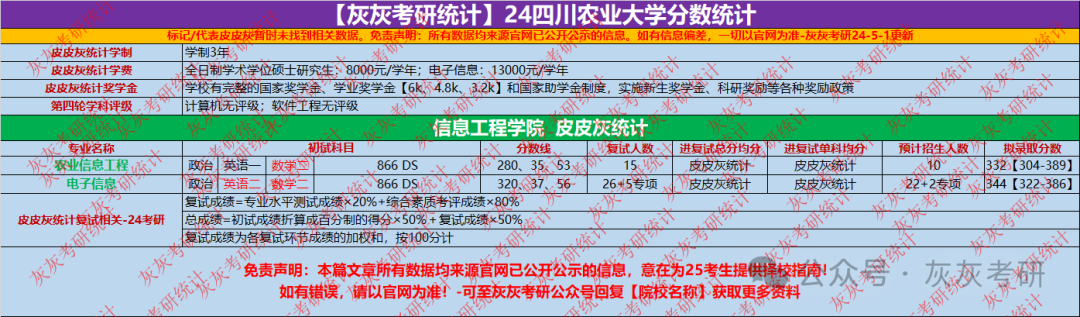 【灰灰考研统计】24四川农业大学分数统计
标记/代表皮皮灰暂时未找到相关数据。免责声明：所有数据均来源官网已公开公示的信息。如有信息偏差，一切以官网为准-灰灰考研24-5-1更新
皮皮灰统计学制 学制3年
皮皮灰统计学费 全日制学术学位硕士研究生：8000元/学年；电子信息：13000元/学年
皮皮灰统计奖学金 学校有完整的国家奖学金、学业奖学金【6k，4.8k、3.2k】和国家助学金制度，实施新生奖学金、科研奖励等各种奖励政策
第四轮学科评级 计算机无评级；软件工程无评级
信息工程学院 皮皮灰统计
专业名称 初试科目 分数线 复试人数 进复试总分均分 进复试单科均分 预计招生人数 拟录取分数
农业信息工程 政治 英语一 数学二 866 DS 280、35、53 15 皮皮灰统计 皮皮灰统计 10 332【304-389】
电子信息 政治 英语二 数学二 866 DS 320、37、56 26+5专项 皮皮灰统计 皮皮灰统计 22+2专项 344【322-386】
皮皮灰统计复试相关-24考研 复试成绩=专业水平测试成绩×20%+综合素质考评成绩×80%
总成绩=初试成绩折算成百分制的得分×50%+复试成绩×50%
复试成绩为各复试环节成绩的加权和，按100分计
免责声明：本篇文章所有数据均来源官网已公开公示的信息，意在为25考生提供择校指南！
如有错误，请以官网为准！-可至灰灰考研公众号回复【院校名称】获取更多资料
公众号·灰灰考研
灰灰考研统计